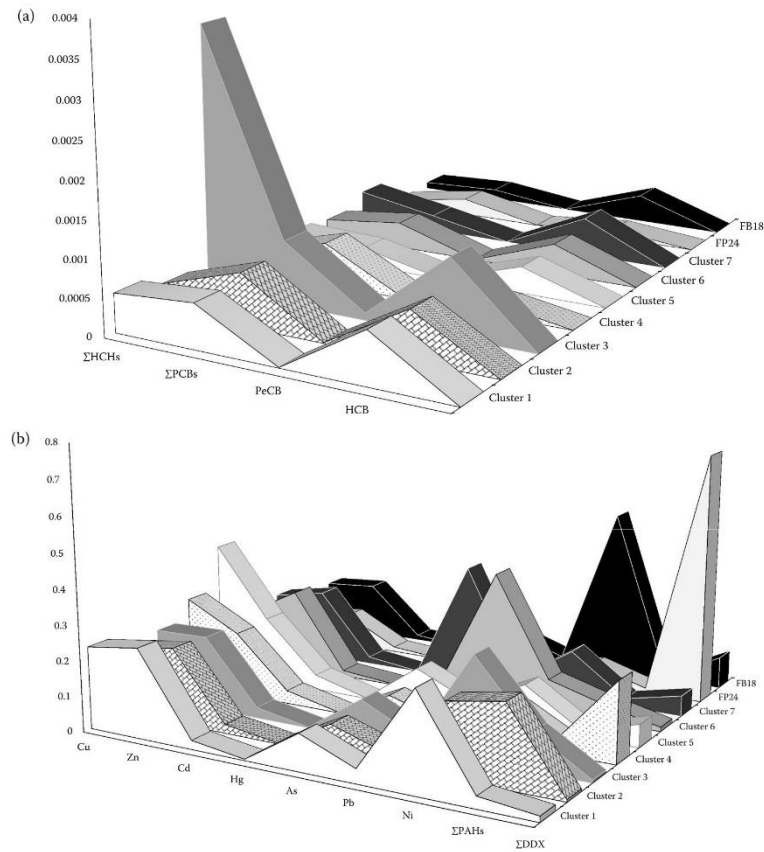 (a)
0.004
0.0035
0.003
0.0025
0.002
0.0015
0.001
0.0005
0
ΣHCHs
ΣPCBs
PeCB
HCB
Cluster 1
Cluster 2
Cluster 3
Cluster 4
Cluster 5
Cluster 6
Cluster 7
FP24
FB18
(b)
0.8
0.7
0.6
0.5
0.4
0.3
0.2
0.1
0
Cu
Zn
Cd
Hg
As
Pb
Ni
ΣPAHs
ΣDDX
Cluster 1
Cluster 2
Cluster 3
Cluster 4
Cluster 5
Cluster 6
Cluster 7
FP24
FB18